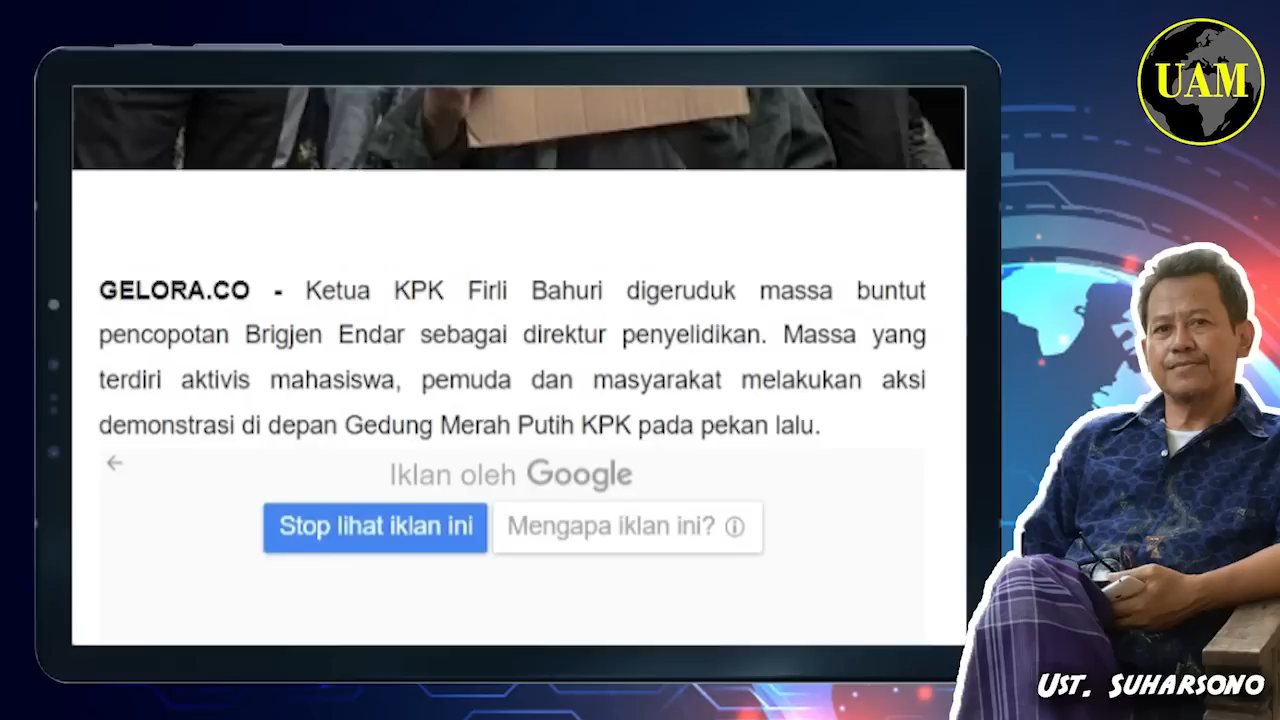 UAM
GELORA.CO - Ketua KPK Firli Bahuri digeruduk massa buntut
pencopotan Brigjen Endar sebagai direktur penyelidikan. Massa yang
terdiri aktivis mahasiswa, pemuda dan masyarakat melakukan aksi
demonstrasi di depan Gedung Merah Putih KPK pada pekan lalu.
Iklan oleh Google
Stop lihat iklan ini
Mengapa iklan ini?
UST. SUHARSONO